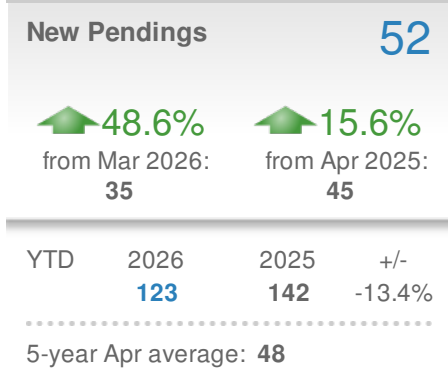 New Pendings 52
48.6% 15.6%
from Mar 2026: from Apr 2025:
35 45
YTD 2026 2025 +/-
123 142 -13.4%
5-year Apr average: 48